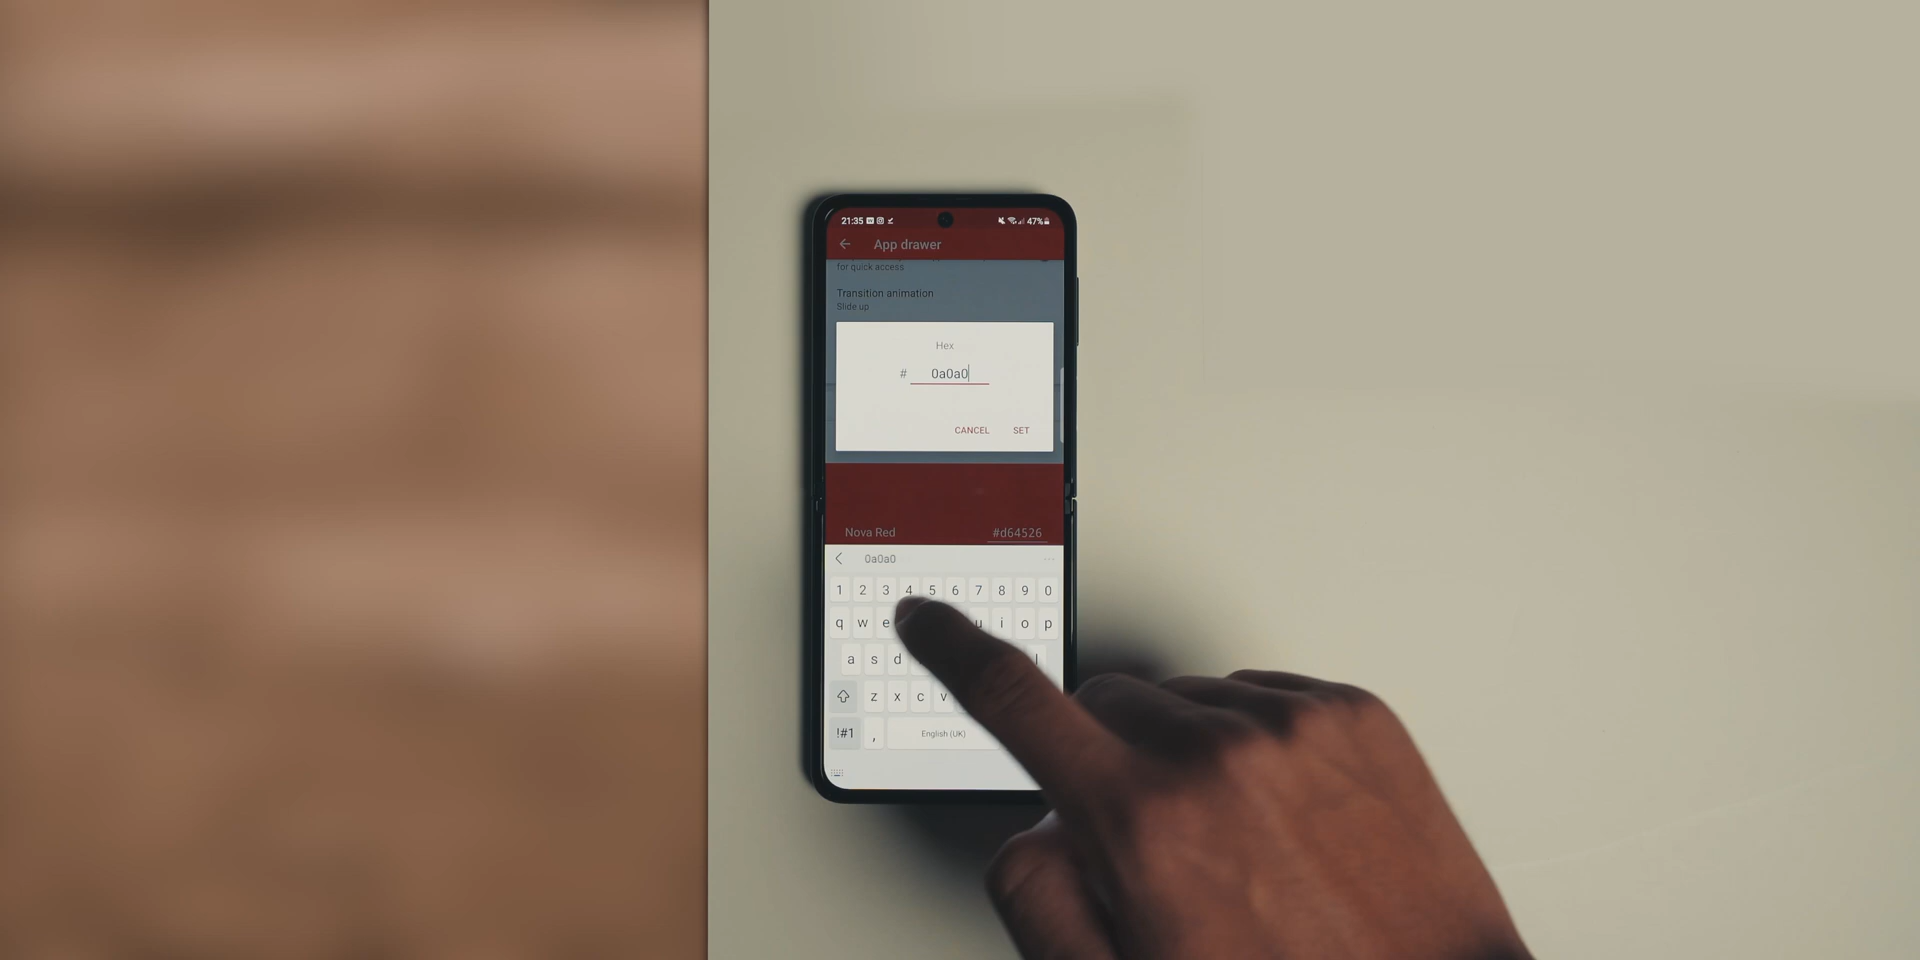 21:35 47%
App drawer
for quick access
Transition animation
Slide up
Hex
# 0a0a0
CANCEL SET
Nova Red #d64526
0a0a0 ...
1 2 3 4 5 6 7 8 9 0
q w e u i o p
a s d l
z x c v
!#1 , English (UK)